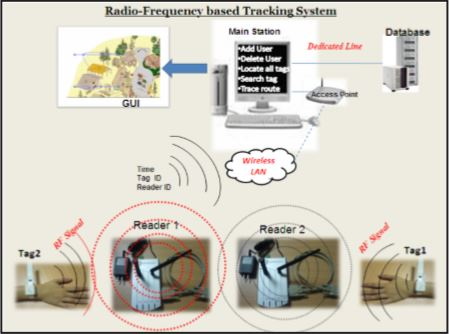 Radio-Frequency based Tracking System
Main Station
Database
•Add User
•Delete User
•Locate all tags
•Search tag
•Trace route
Dedicated Line
GUI
Access Point
Wireless
LAN
Time
Tag ID
Reader ID
Reader 1
Reader 2
RF Signal
RF Signal
Tag2
Tag1